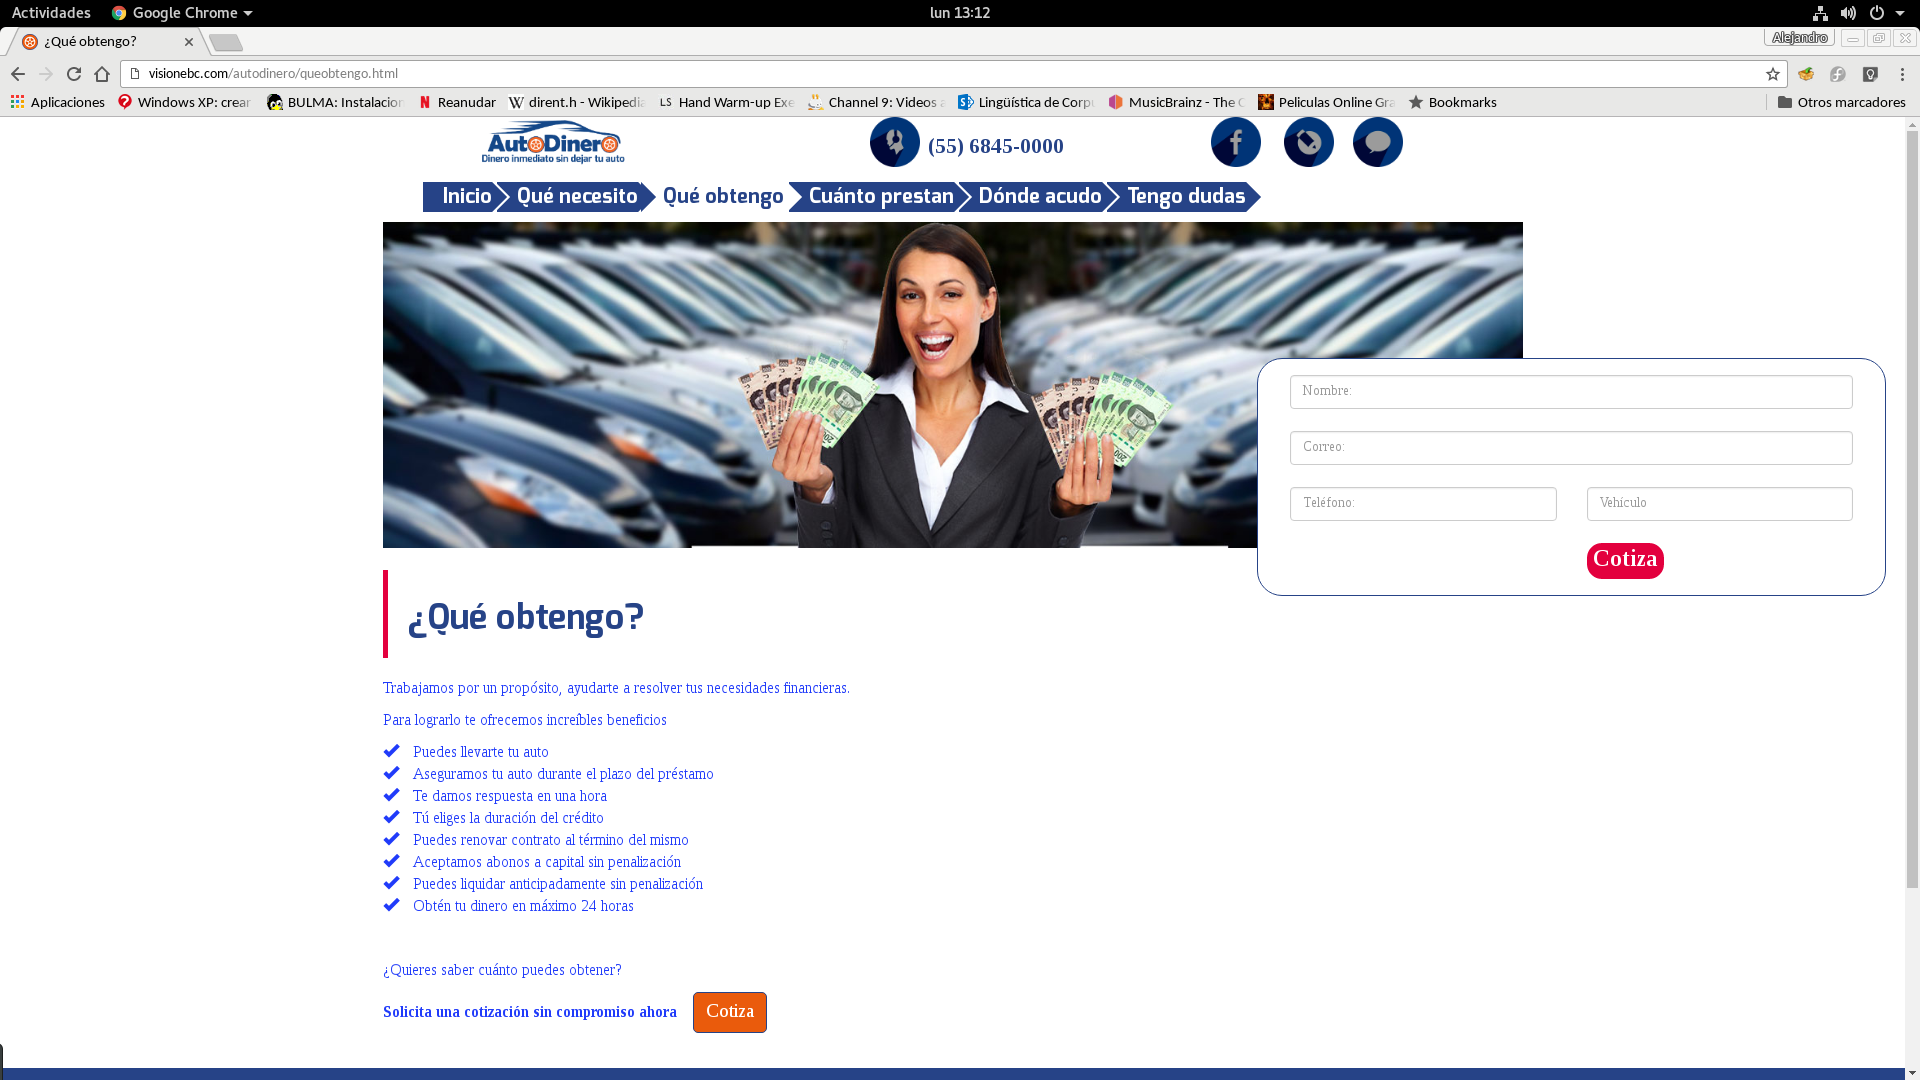 Actividades Google Chrome lun 13:12
¿Qué obtengo? Alejandro
visionebc.com/autodinero/queobtengo.html
Aplicaciones Windows XP: crear BULMA: Instalacion Reanudar dirent.h - Wikipedia Hand Warm-up Exe Channel 9: Videos a Lingüística de Corpu MusicBrainz - The O Peliculas Online Gra Bookmarks Otros marcadores
AutoDinero
Dinero inmediato sin dejar tu auto
(55) 6845-0000
Inicio Qué necesito Qué obtengo Cuánto prestan Dónde acudo Tengo dudas
Nombre:
Correo:
Teléfono: Vehículo
Cotiza
¿Qué obtengo?
Trabajamos por un propósito, ayudarte a resolver tus necesidades financieras.
Para lograrlo te ofrecemos increíbles beneficios
Puedes llevarte tu auto
Aseguramos tu auto durante el plazo del préstamo
Te damos respuesta en una hora
Tú eliges la duración del crédito
Puedes renovar contrato al término del mismo
Aceptamos abonos a capital sin penalización
Puedes liquidar anticipadamente sin penalización
Obtén tu dinero en máximo 24 horas
¿Quieres saber cuánto puedes obtener?
Solicita una cotización sin compromiso ahora Cotiza